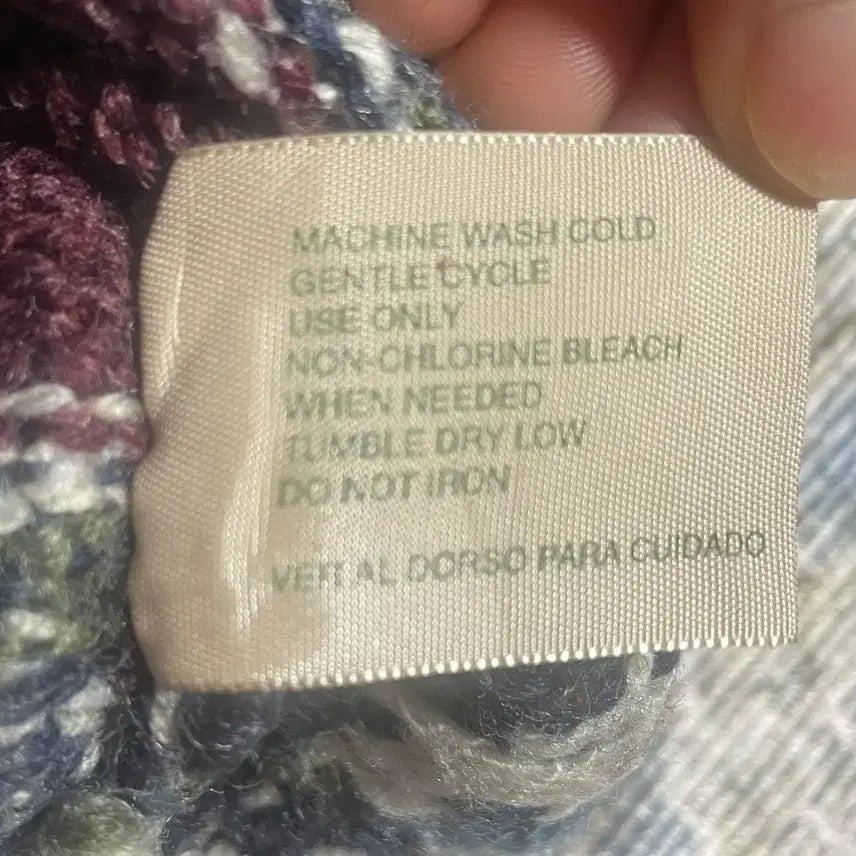 MACHINE WASH COLD
GENTLE CYCLE
USE ONLY
NON-CHLORINE BLEACH
WHEN NEEDED
TUMBLE DRY LOW
DO NOT IRON
VER AL DORSO PARA CUIDADO